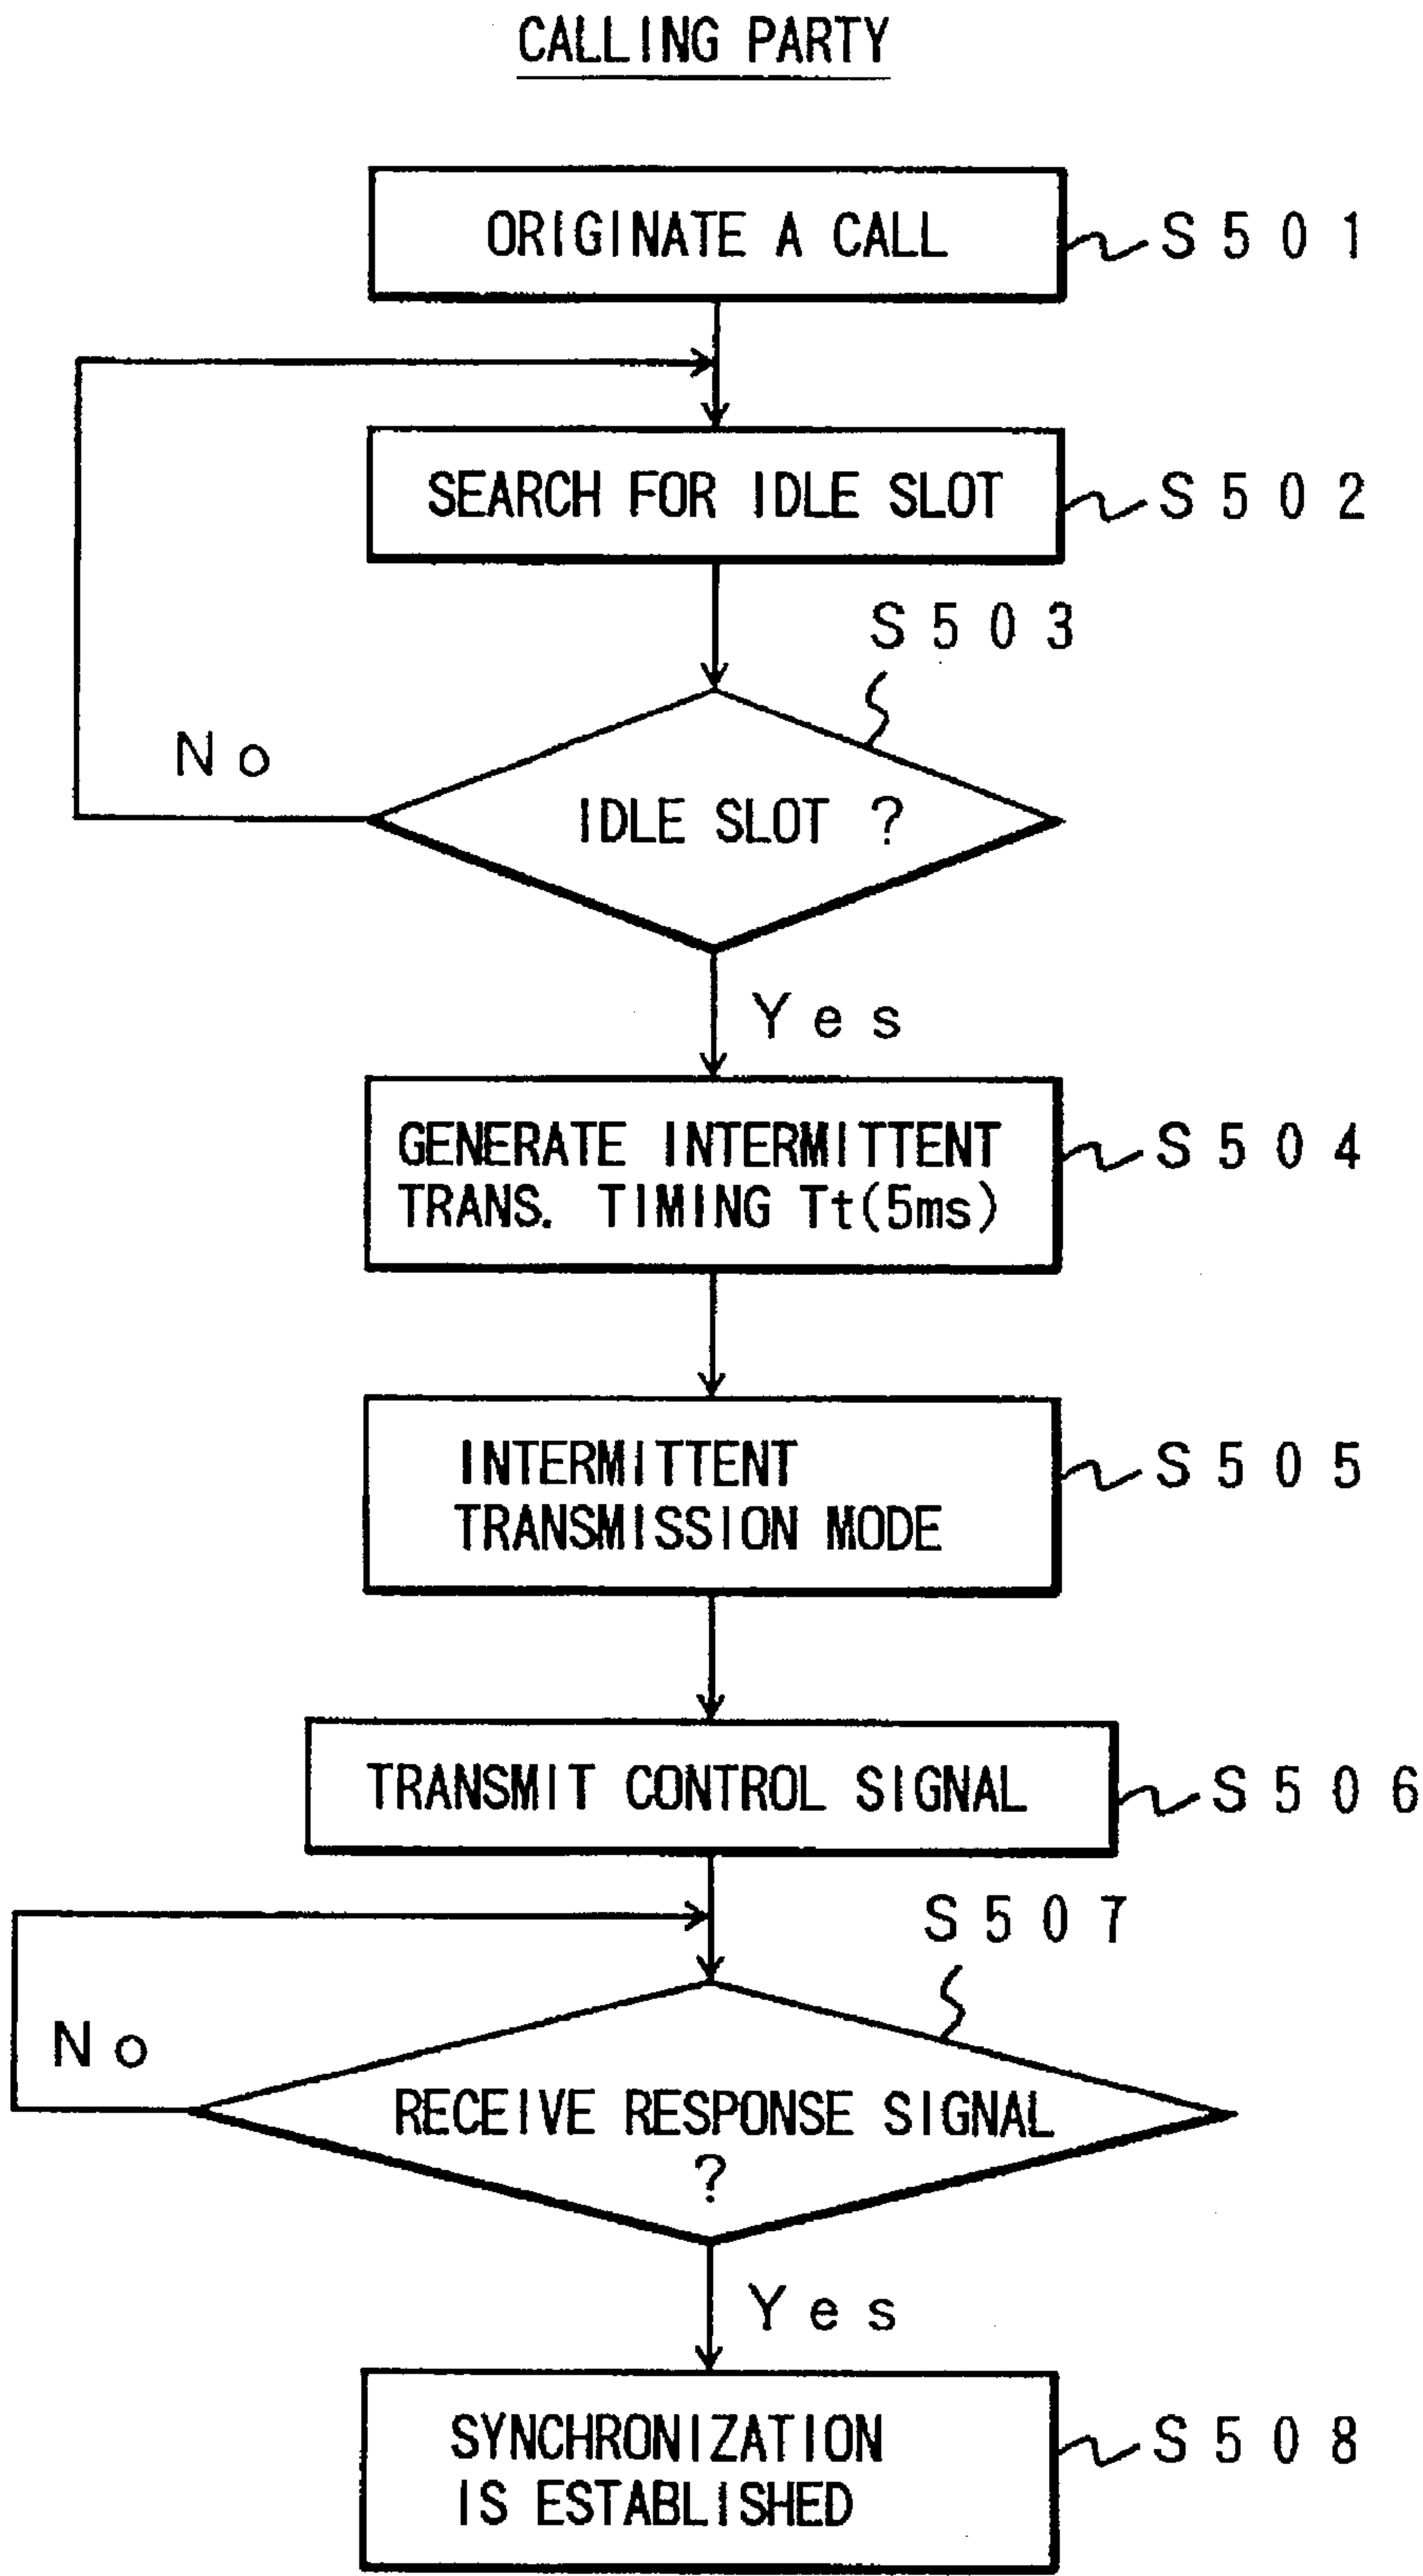 CALLING PARTY
ORIGINATE A CALL
S501
SEARCH FOR IDLE SLOT
S502
S503
No
IDLE SLOT ?
Yes
GENERATE INTERMITTENT
TRANS. TIMING Tt(5ms)
S504
INTERMITTENT
TRANSMISSION MODE
S505
TRANSMIT CONTROL SIGNAL
S506
S507
No
RECEIVE RESPONSE SIGNAL
?
Yes
SYNCHRONIZATION
IS ESTABLISHED
S508